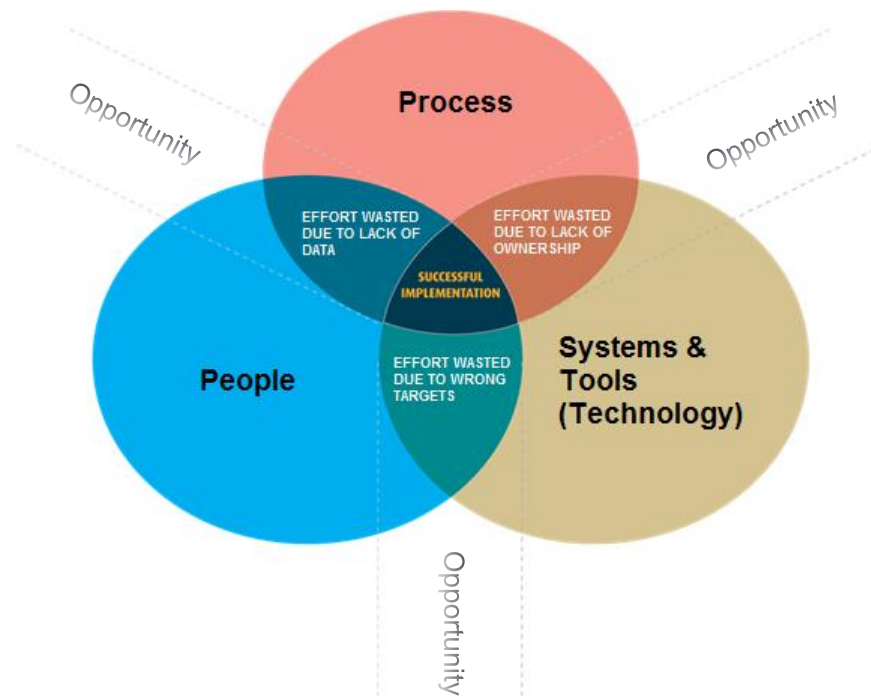 Process
Opportunity
Opportunity
EFFORT WASTED
DUE TO LACK OF
DATA
EFFORT WASTED
DUE TO LACK OF
OWNERSHIP
SUCCESSFUL
IMPLEMENTATION
People
EFFORT WASTED
DUE TO WRONG
TARGETS
Systems &
Tools
(Technology)
Opportunity